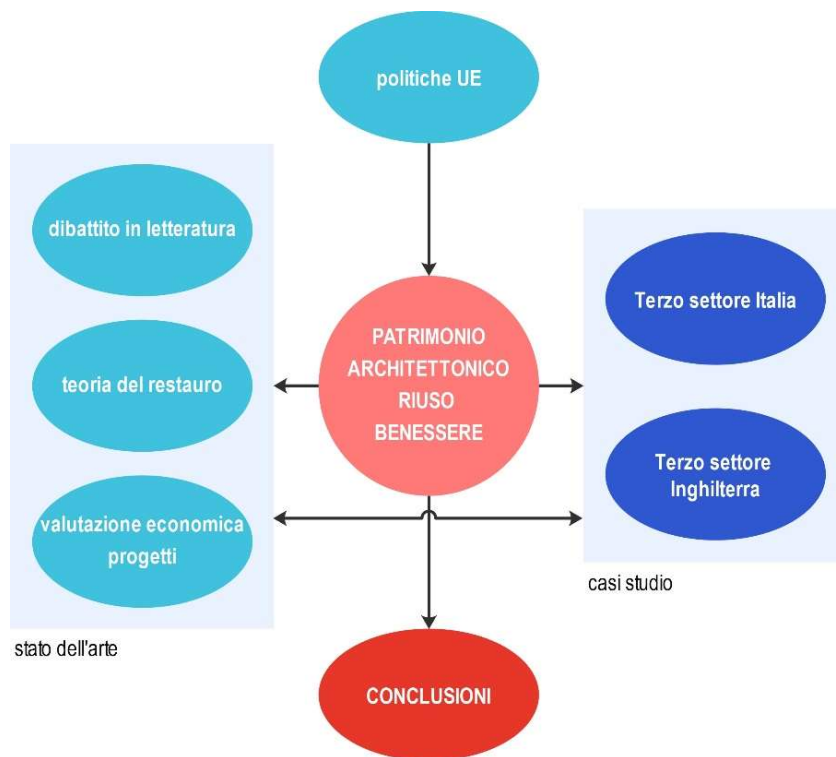 politiche UE
dibattito in letteratura
teoria del restauro
valutazione economica
progetti
stato dell'arte
PATRIMONIO
ARCHITETTONICO
RIUSO
BENESSERE
Terzo settore Italia
Terzo settore
Inghilterra
casi studio
CONCLUSIONI